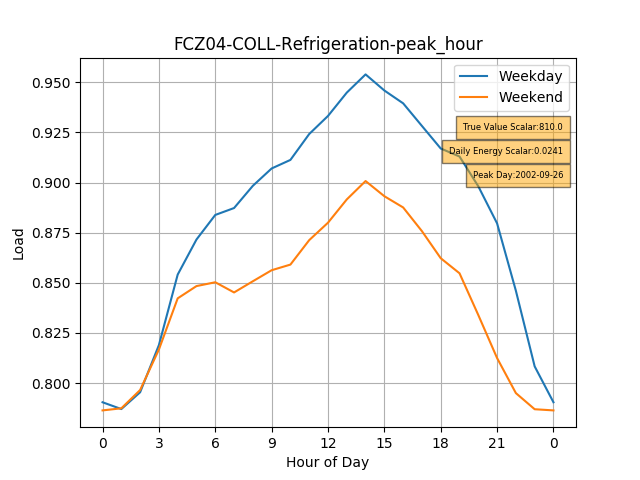 FCZ04-COLL-Refrigeration-peak_hour
Weekday
Weekend
True Value Scalar:810.0
Daily Energy Scalar:0.0241
Peak Day:2002-09-26
Load
0.950
0.925
0.900
0.875
0.850
0.825
0.800
0 3 6 9 12 15 18 21 0
Hour of Day